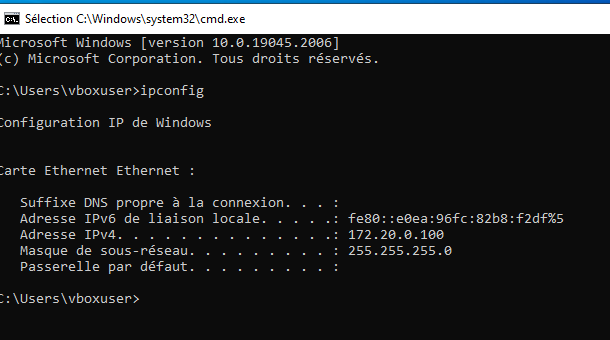 Sélection C:\Windows\system32\cmd.exe
Microsoft Windows [version 10.0.19045.2006]
(c) Microsoft Corporation. Tous droits réservés.
C:\Users\vboxuser>ipconfig
Configuration IP de Windows
Carte Ethernet Ethernet :
Suffixe DNS propre à la connexion. . . :
Adresse IPv6 de liaison locale. . . . .: fe80::e0ea:96fc:82b8:f2df%5
Adresse IPv4. . . . . . . . . . . . . .: 172.20.0.100
Masque de sous-réseau. . . . . . . . . : 255.255.255.0
Passerelle par défaut. . . . . . . . . :
C:\Users\vboxuser>